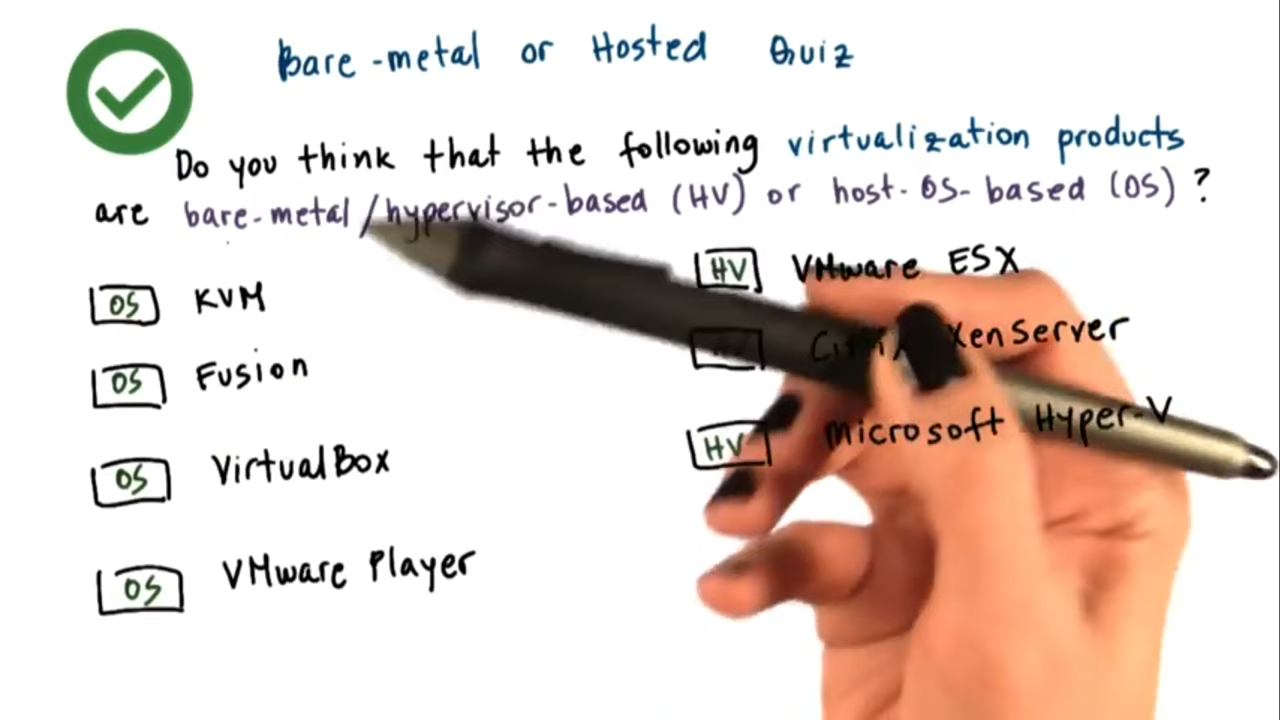 Bare-metal or Hosted Quiz
Do you think that the following virtualization products
are bare-metal/hypervisor-based (HV) or host-OS-based (OS)?
OS KVM
OS Fusion
OS VirtualBox
OS VMware Player
HV VMware ESX
XenServer
HV Microsoft Hyper-V